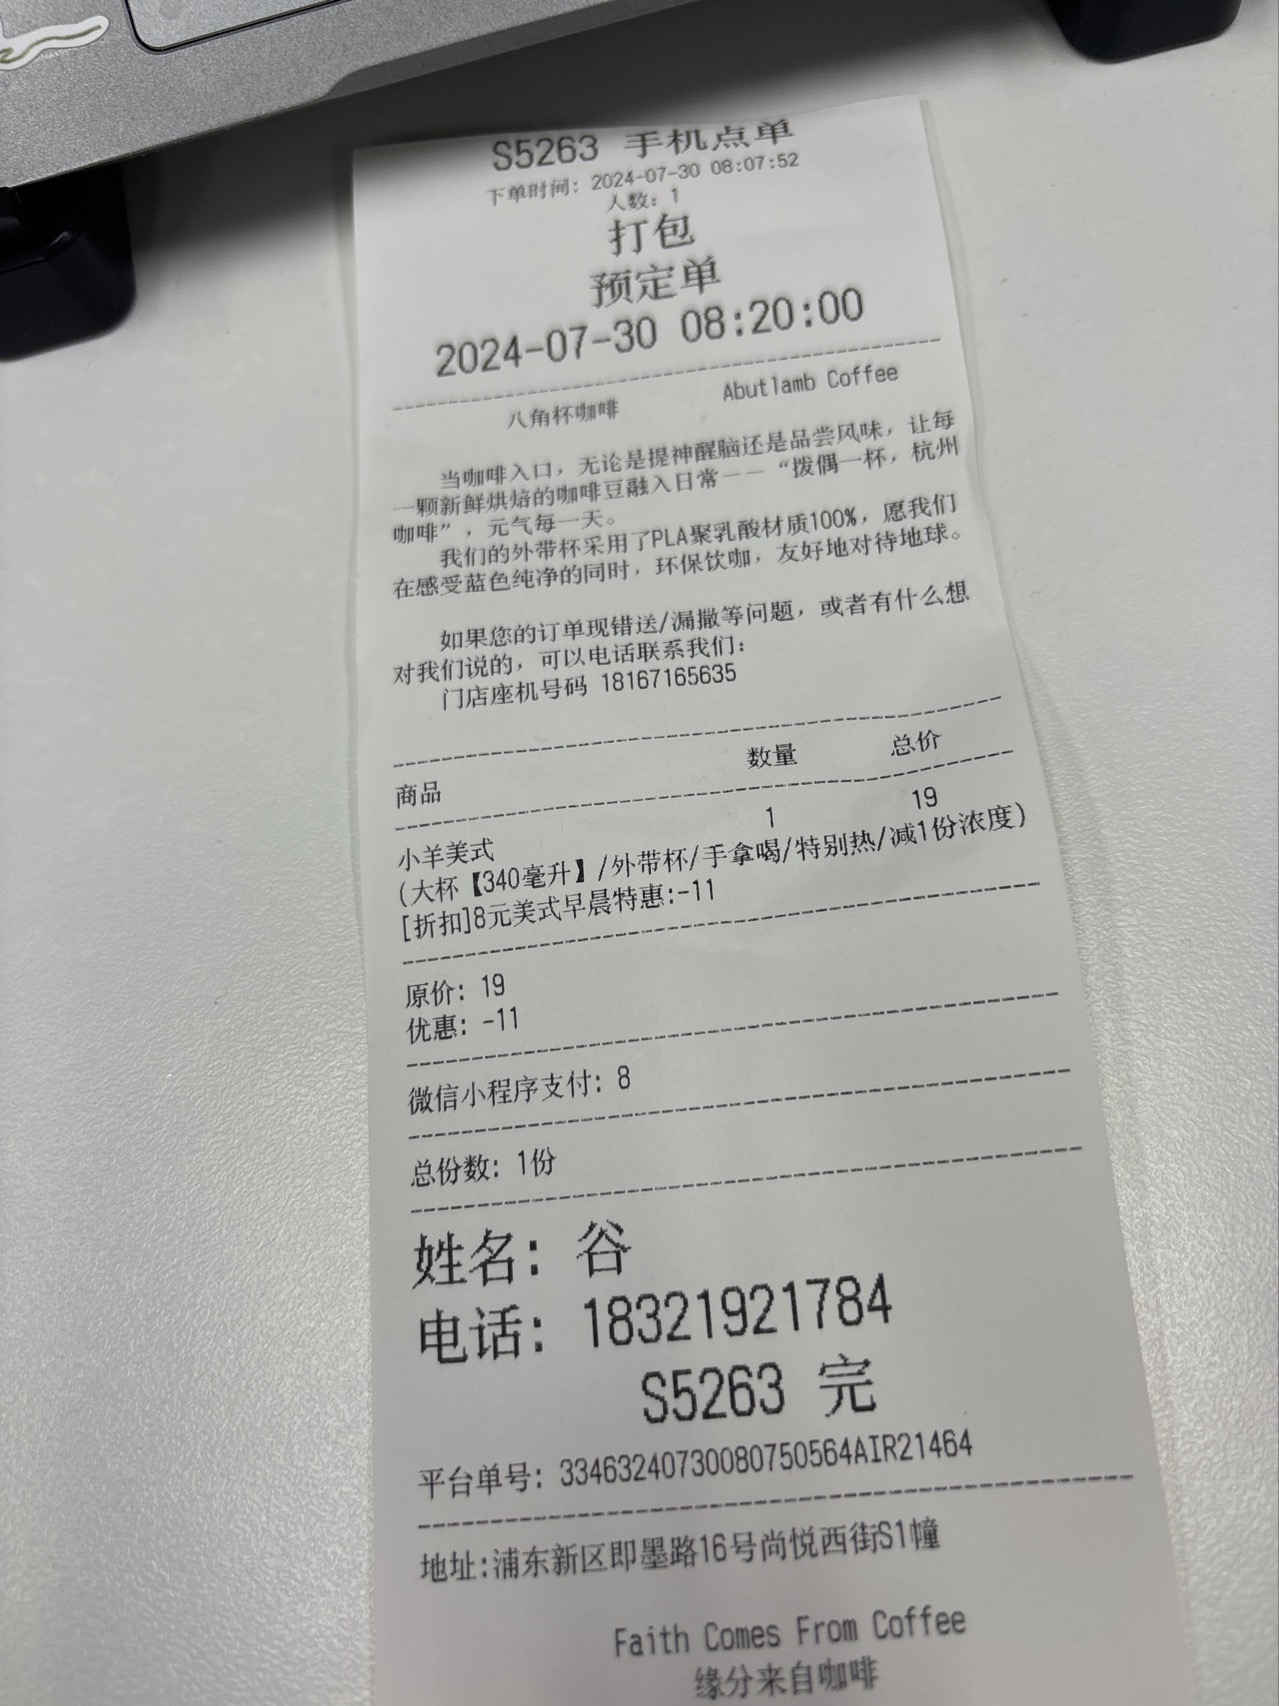 S5263 手机点单
下单时间: 2024-07-30 08:07:52
人数: 1
打包
预定单
2024-07-30 08:20:00
八角杯咖啡 Abutlamb Coffee
当咖啡入口，无论是提神醒脑还是品尝风味，让每
一颗新鲜烘焙的咖啡豆融入日常——“拨偶一杯，杭州
咖啡”，元气每一天。
我们的外带杯采用了PLA聚乳酸材质100%，愿我们
在感受蓝色纯净的同时，环保饮咖，友好地对待地球。
如果您的订单现错送/漏撒等问题，或者有什么想
对我们说的，可以电话联系我们:
门店座机号码 18167165635
商品 数量 总价
小羊美式 1 19
(大杯【340毫升】/外带杯/手拿喝/特别热/减1份浓度)
[折扣]8元美式早晨特惠:-11
原价: 19
优惠: -11
微信小程序支付: 8
总份数: 1份
姓名: 谷
电话: 18321921784
S5263 完
平台单号: 33463240730080750564AIR21464
地址:浦东新区即墨路16号尚悦西街S1幢
Faith Comes From Coffee
缘分来自咖啡